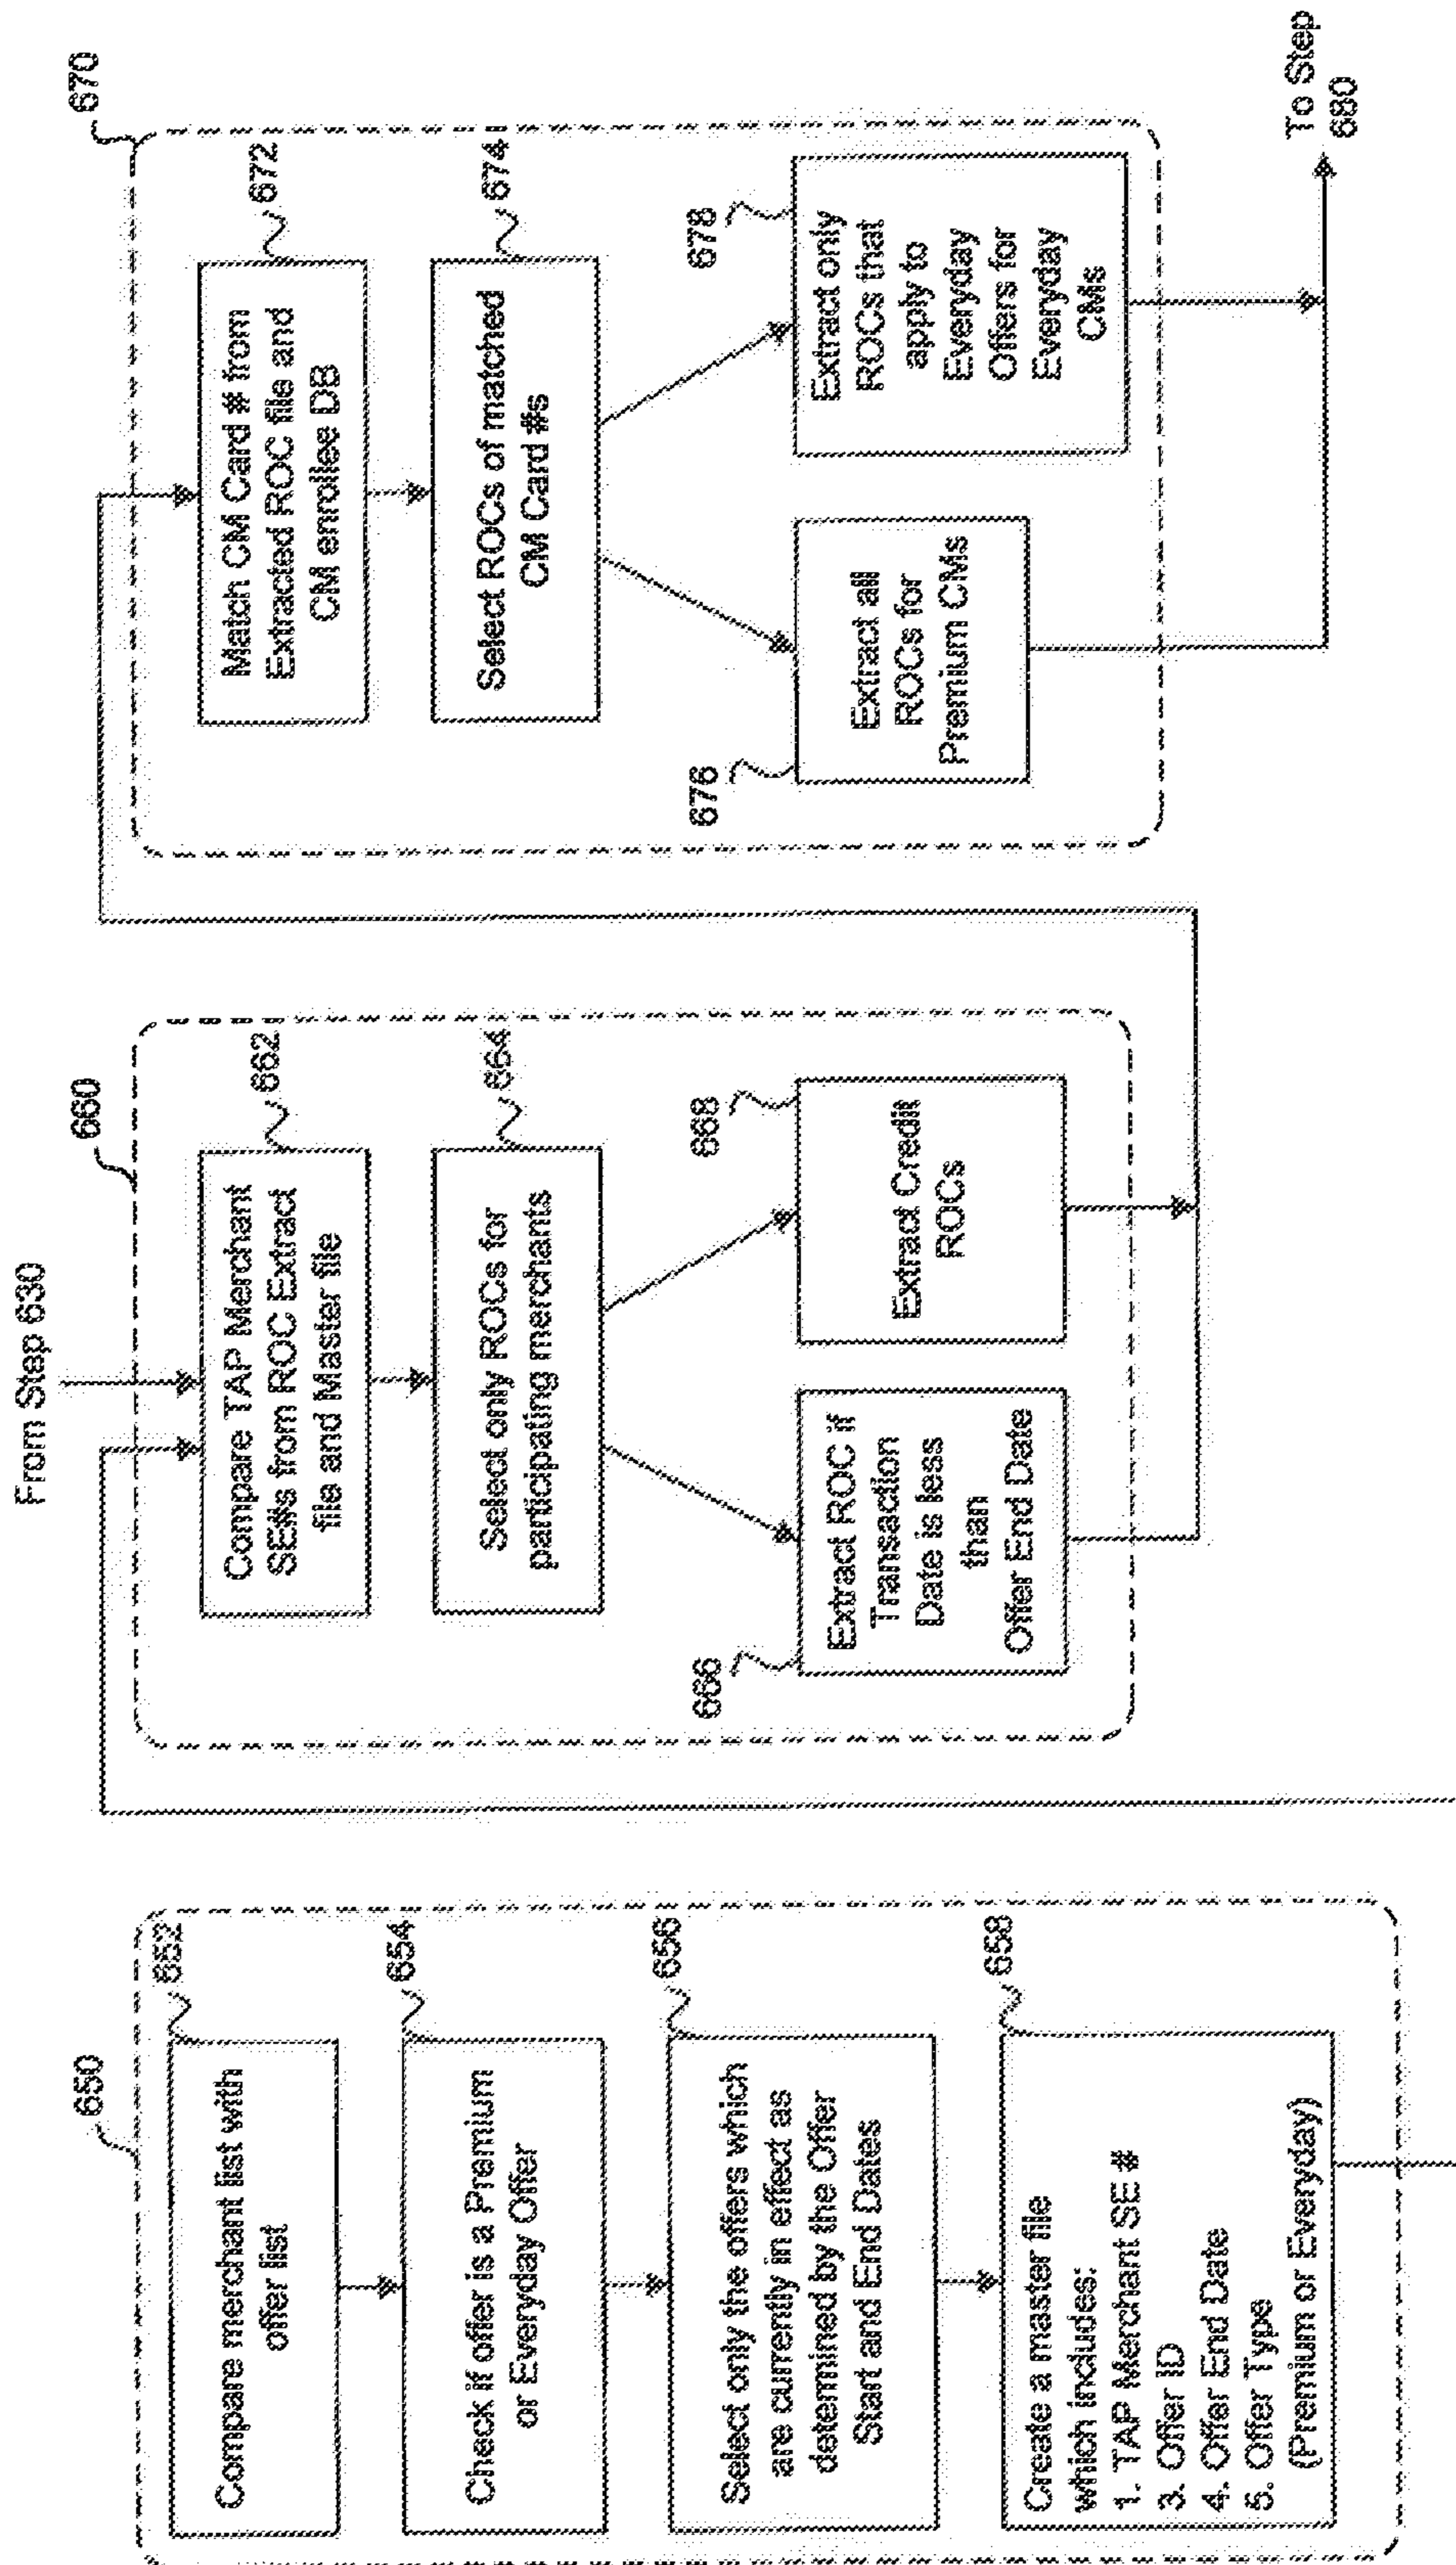 650
652
Compare merchant list with
offer list
654
Check if offer is a Premium
or Everyday Offer
656
Select only the offers which
are currently in effect as
determined by the Offer
Start and End Dates
658
Create a master file
which includes:
1. TAP Merchant SE #
3. Offer ID
4. Offer End Date
5. Offer Type
(Premium or Everyday)
From Step 630
660
662
Compare TAP Merchant
SE#s from ROC Extract
file and Master file
664
Select only ROCs for
participating merchants
666
Extract ROC if
Transaction
Date is less
than
Offer End Date
668
Extract Credit
ROCs
670
672
Match CM Card # from
Extracted ROC file and
CM enrollee DB
674
Select ROCs of matched
CM Card #s
676
Extract all
ROCs for
Premium CMs
678
Extract only
ROCs that
apply to
Everyday
Offers for
Everyday
CMs
To Step
680